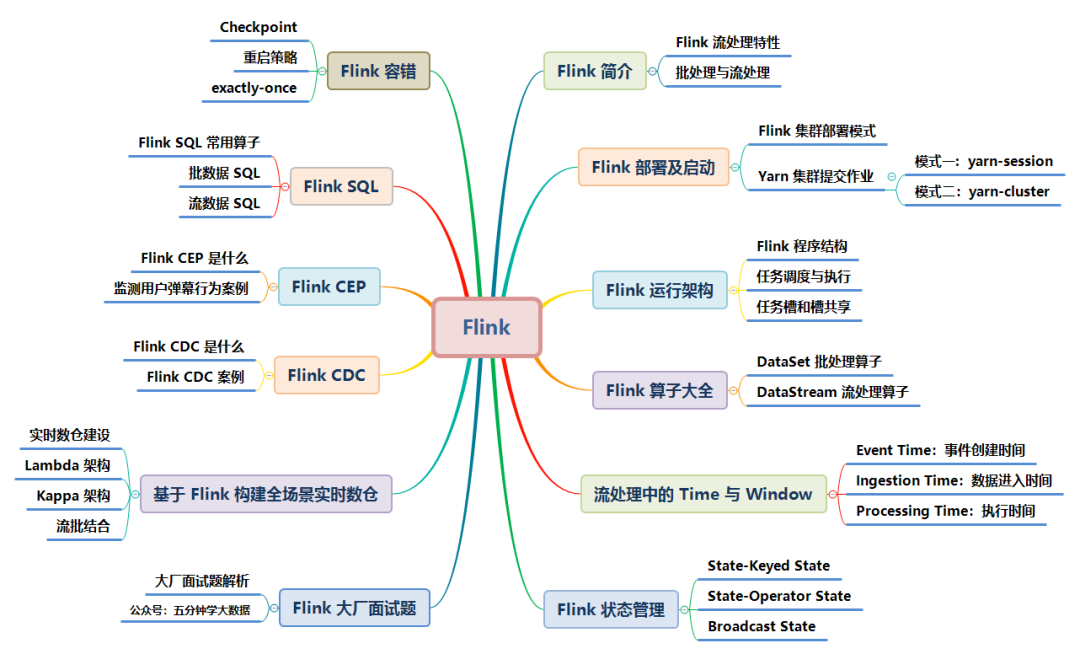 Flink
Flink 简介
Flink 流处理特性
批处理与流处理
Flink 部署及启动
Flink 集群部署模式
Yarn 集群提交作业
模式一：yarn-session
模式二：yarn-cluster
Flink 运行架构
Flink 程序结构
任务调度与执行
任务槽和槽共享
Flink 算子大全
DataSet 批处理算子
DataStream 流处理算子
流处理中的 Time 与 Window
Event Time：事件创建时间
Ingestion Time：数据进入时间
Processing Time：执行时间
Flink 状态管理
State-Keyed State
State-Operator State
Broadcast State
Flink 容错
Checkpoint
重启策略
exactly-once
Flink SQL
Flink SQL 常用算子
批数据 SQL
流数据 SQL
Flink CEP
Flink CEP 是什么
监测用户弹幕行为案例
Flink CDC
Flink CDC 是什么
Flink CDC 案例
基于 Flink 构建全场景实时数仓
实时数仓建设
Lambda 架构
Kappa 架构
流批结合
Flink 大厂面试题
大厂面试题解析
公众号：五分钟学大数据